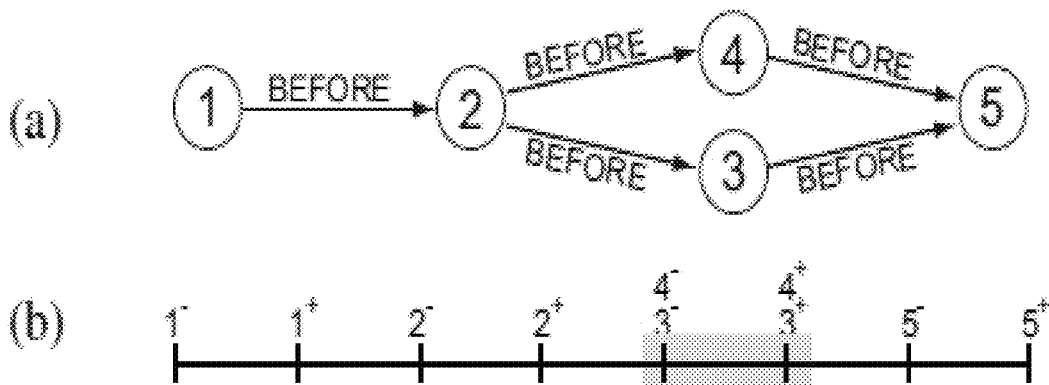 (a)
1 BEFORE 2 BEFORE 4 BEFORE 5
BEFORE 3 BEFORE
(b)
4⁻ 4⁺
1⁻ 1⁺ 2⁻ 2⁺ 3⁻ 3⁺ 5⁻ 5⁺